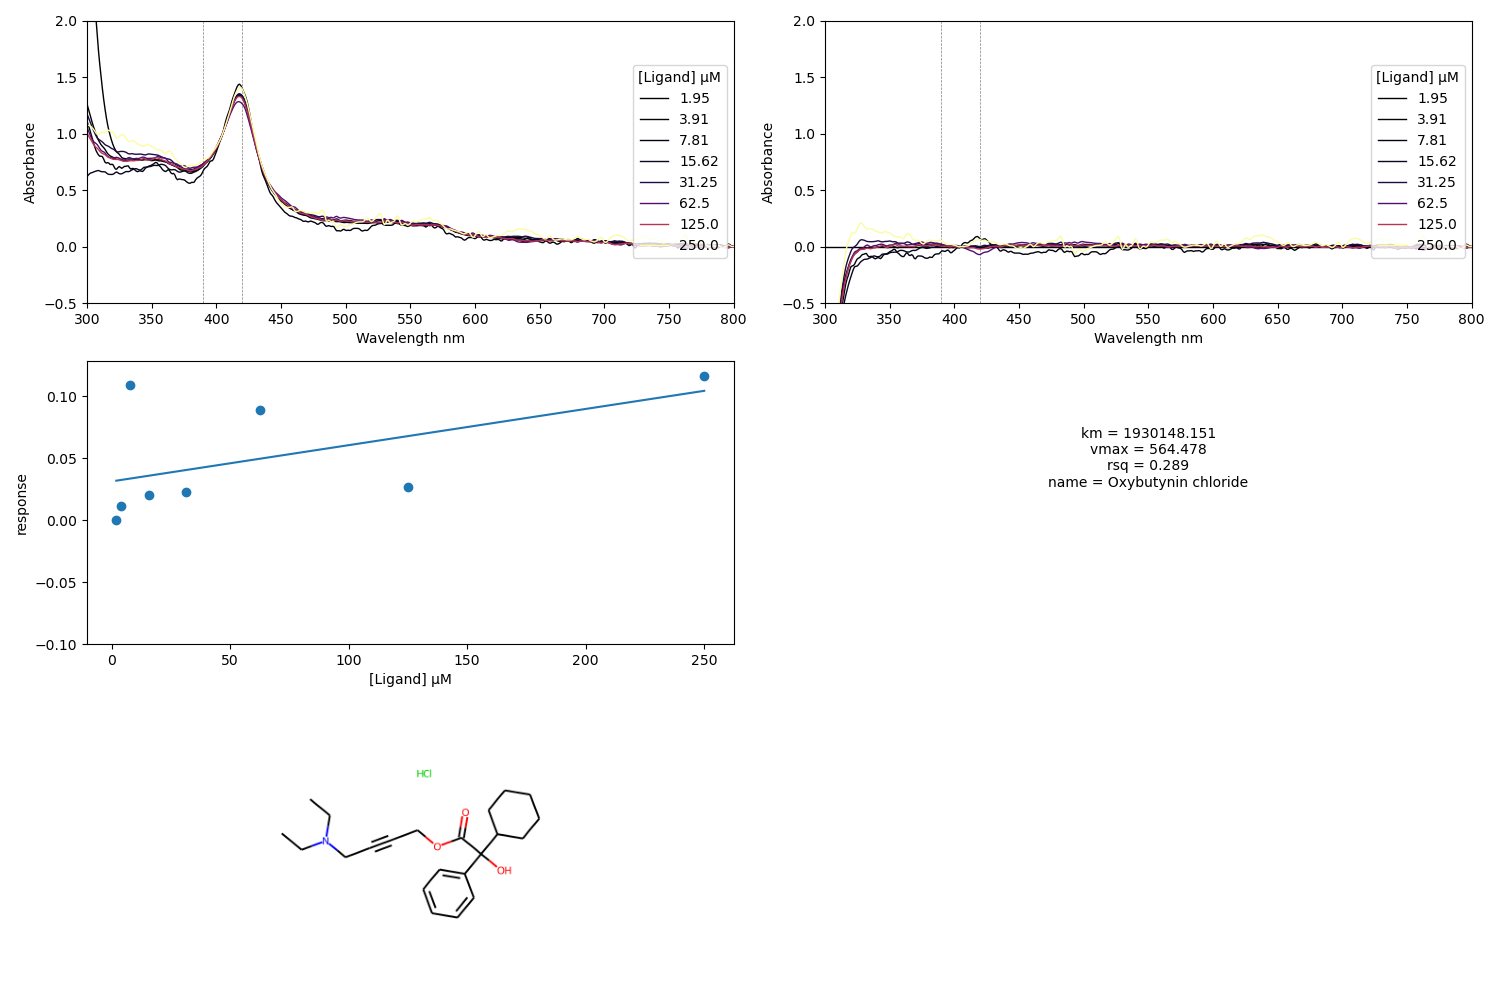 2.0
1.5
1.0
0.5
0.0
−0.5
Absorbance
300 350 400 450 500 550 600 650 700 750 800
Wavelength nm
[Ligand] µM
1.95
3.91
7.81
15.62
31.25
62.5
125.0
250.0
2.0
1.5
1.0
0.5
0.0
−0.5
Absorbance
300 350 400 450 500 550 600 650 700 750 800
Wavelength nm
[Ligand] µM
1.95
3.91
7.81
15.62
31.25
62.5
125.0
250.0
0.10
0.05
0.00
−0.05
−0.10
response
0 50 100 150 200 250
[Ligand] µM
km = 1930148.151
vmax = 564.478
rsq = 0.289
name = Oxybutynin chloride
HCl
O
N
O
OH